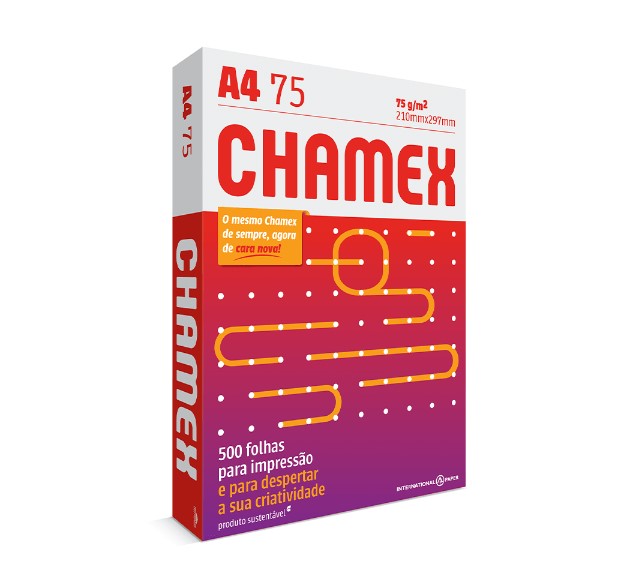 A4 75
75 g/m²
210mmx297mm
CHAMEX
O mesmo Chamex
de sempre, agora
de cara nova!
500 folhas
para impressão
e para despertar
a sua criatividade
produto sustentável
INTERNATIONAL PAPER
A4 75
CHAMEX